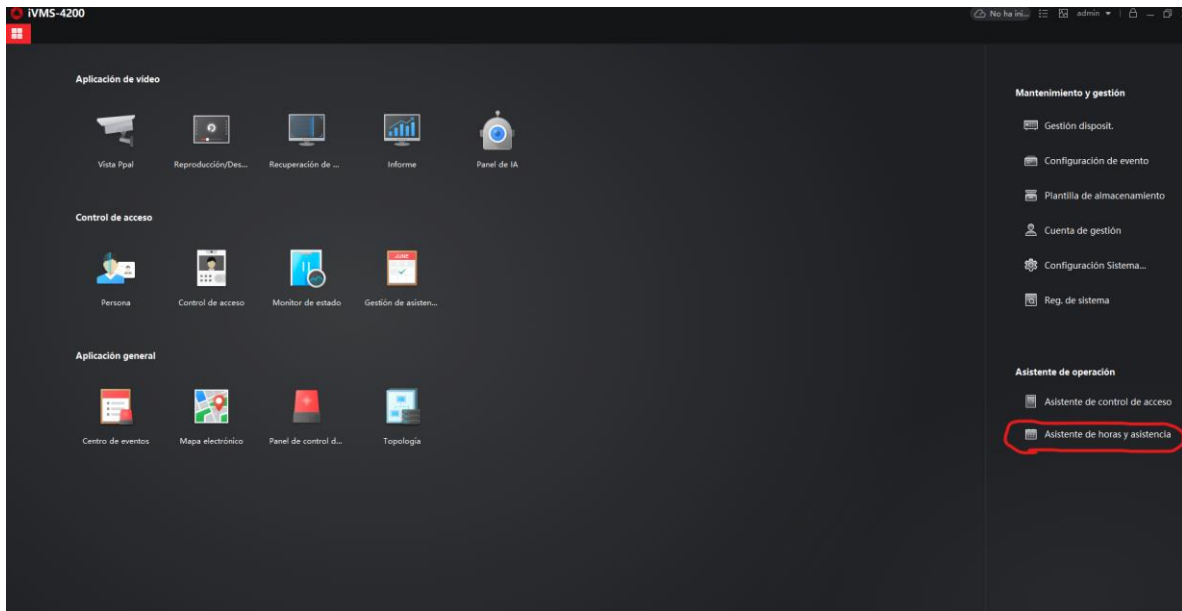 iVMS-4200
No ha ini...
admin
Aplicación de vídeo
Vista Ppal
Reproducción/Des...
Recuperación de ...
Informe
Panel de IA
Control de acceso
Persona
Control de acceso
Monitor de estado
JUNE
Gestión de asisten...
Aplicación general
Centro de eventos
Mapa electrónico
Panel de control d...
Topología
Mantenimiento y gestión
Gestión disposit.
Configuración de evento
Plantilla de almacenamiento
Cuenta de gestión
Configuración Sistema...
Reg. de sistema
Asistente de operación
Asistente de control de acceso
Asistente de horas y asistencia